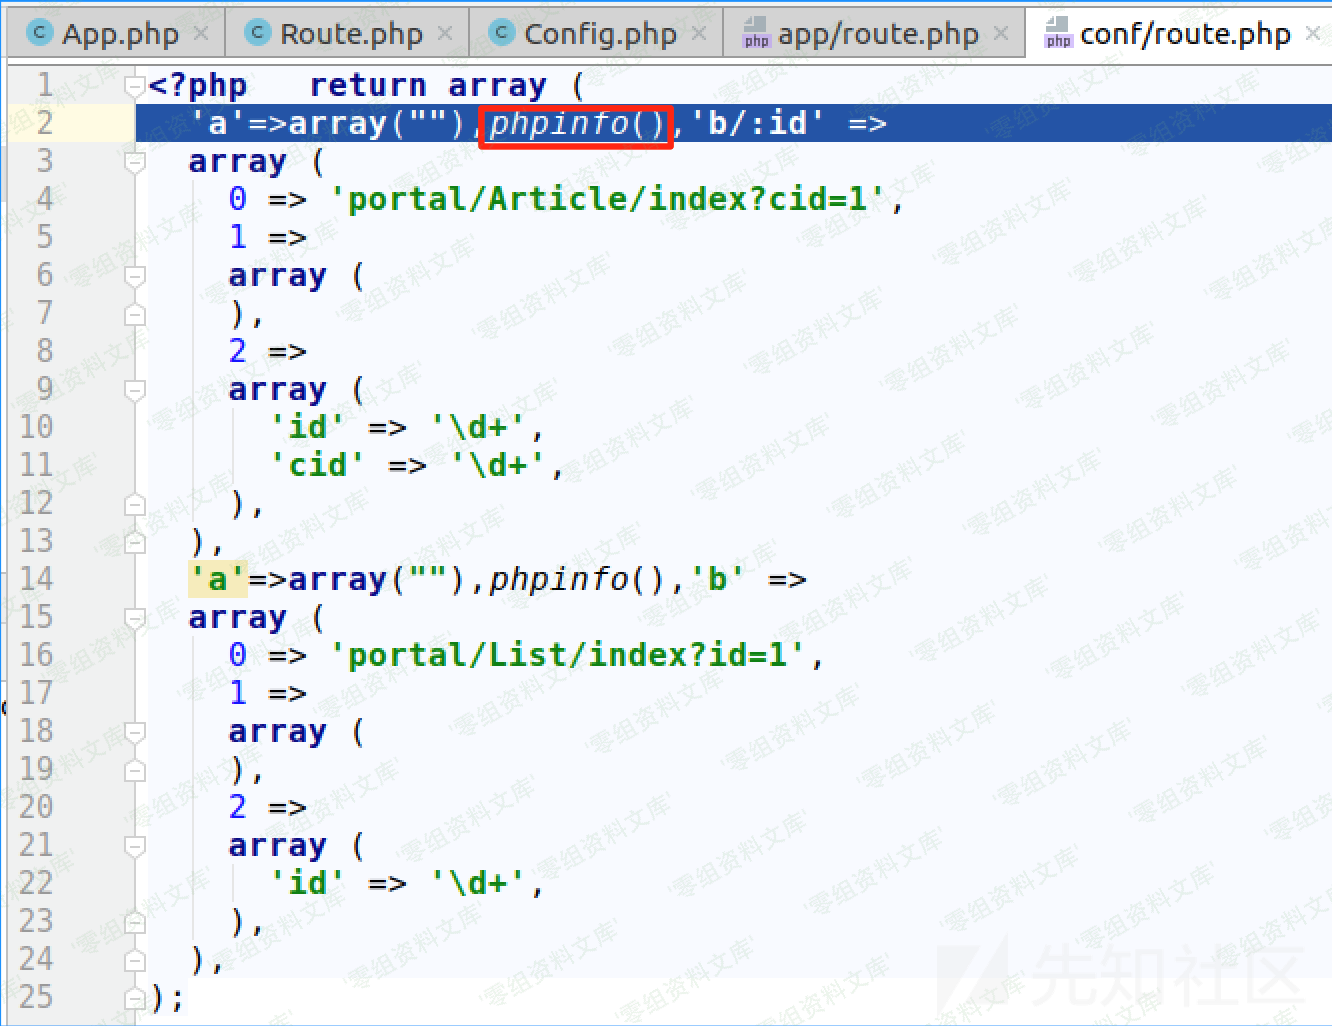 App.php × Route.php × Config.php × app/route.php × conf/route.php ×
1 <?php   return array (
2   'a'=>array(""),phpinfo(),'b/:id' =>
3   array (
4     0 => 'portal/Article/index?cid=1',
5     1 =>
6     array (
7     ),
8     2 =>
9     array (
10       'id' => '\d+',
11       'cid' => '\d+',
12     ),
13   ),
14   'a'=>array(""),phpinfo(),'b' =>
15   array (
16     0 => 'portal/List/index?id=1',
17     1 =>
18     array (
19     ),
20     2 =>
21     array (
22       'id' => '\d+',
23     ),
24   ),
25 );
'零组资料文库'
先知社区